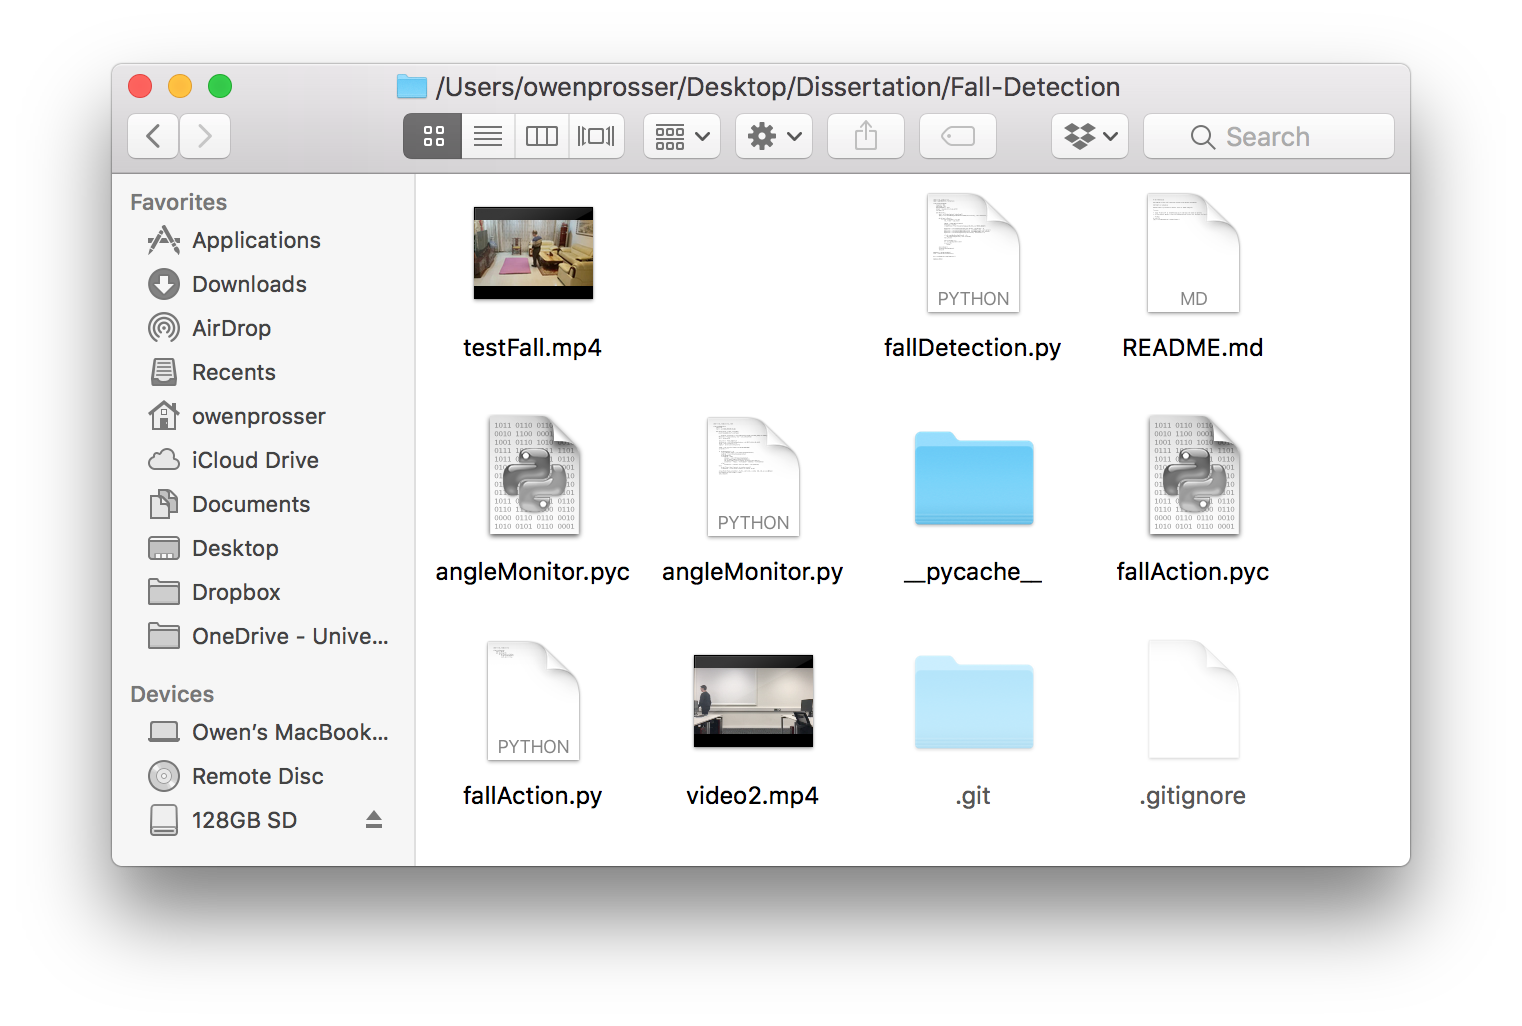 /Users/owenprosser/Desktop/Dissertation/Fall-Detection
Search
Favorites
Applications
Downloads
AirDrop
Recents
owenprosser
iCloud Drive
Documents
Desktop
Dropbox
OneDrive - Unive...
Devices
Owen’s MacBook...
Remote Disc
128GB SD
PYTHON
MD
testFall.mp4
fallDetection.py
README.md
PYTHON
angleMonitor.pyc
angleMonitor.py
__pycache__
fallAction.pyc
PYTHON
fallAction.py
video2.mp4
.git
.gitignore